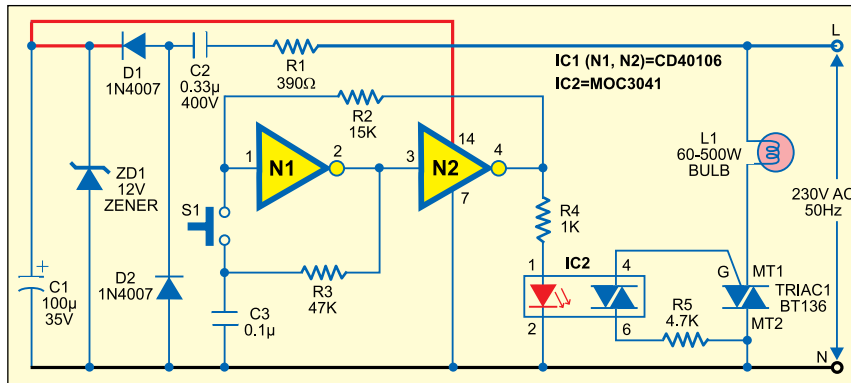 L
D1
1N4007
C2
0.33µ
400V
R1
390Ω
IC1 (N1, N2)=CD40106
IC2=MOC3041
R2
15K
14
1
N1
2
3
N2
4
7
L1
60-500W
BULB
230V AC
50Hz
ZD1
12V
ZENER
S1
R4
1K
+
C1
100µ
35V
D2
1N4007
R3
47K
C3
0.1µ
1
IC2
4
2
6
G
MT1
TRIAC1
BT136
MT2
R5
4.7K
N